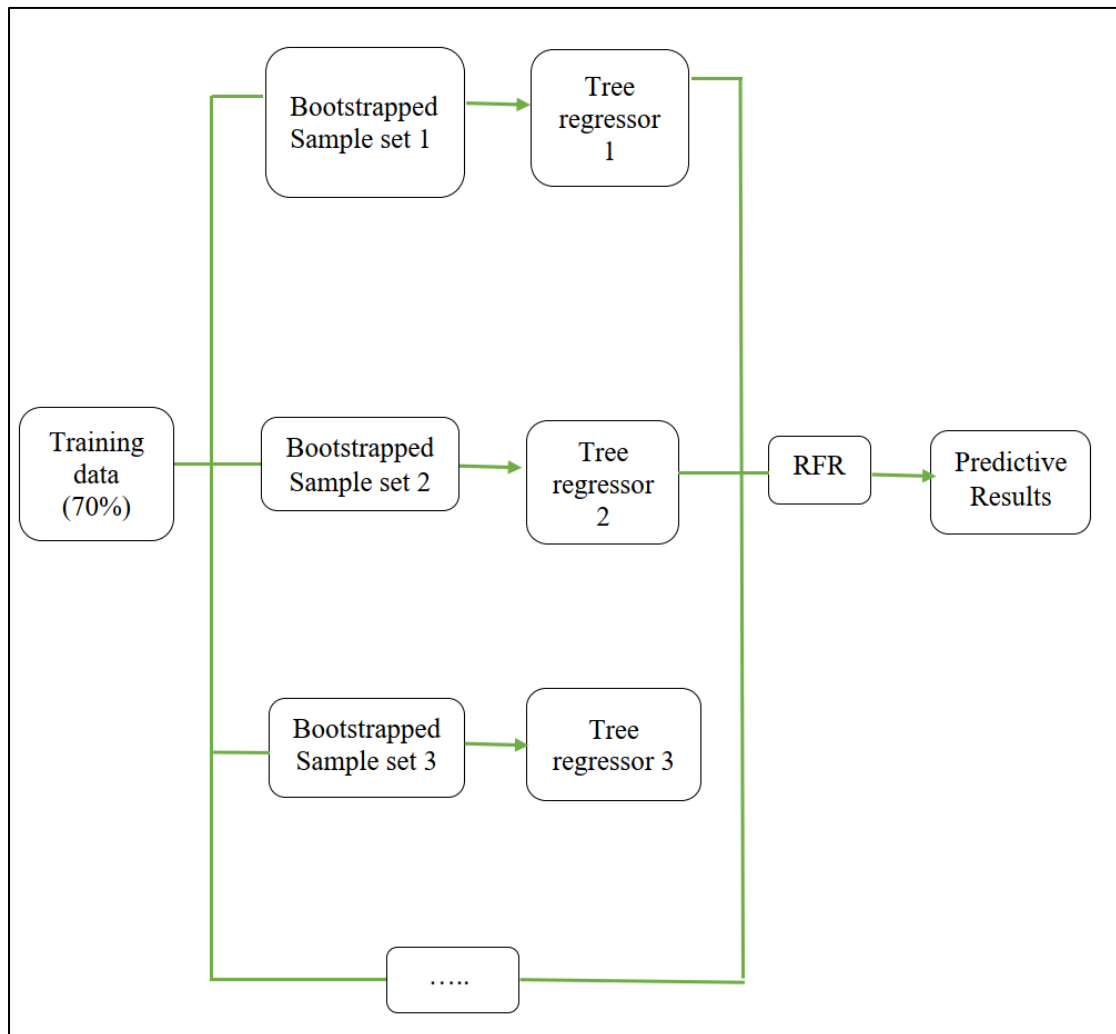 Training
data
(70%)
Bootstrapped
Sample set 1
Tree
regressor
1
Bootstrapped
Sample set 2
Tree
regressor
2
Bootstrapped
Sample set 3
Tree
regressor 3
…..
RFR
Predictive
Results